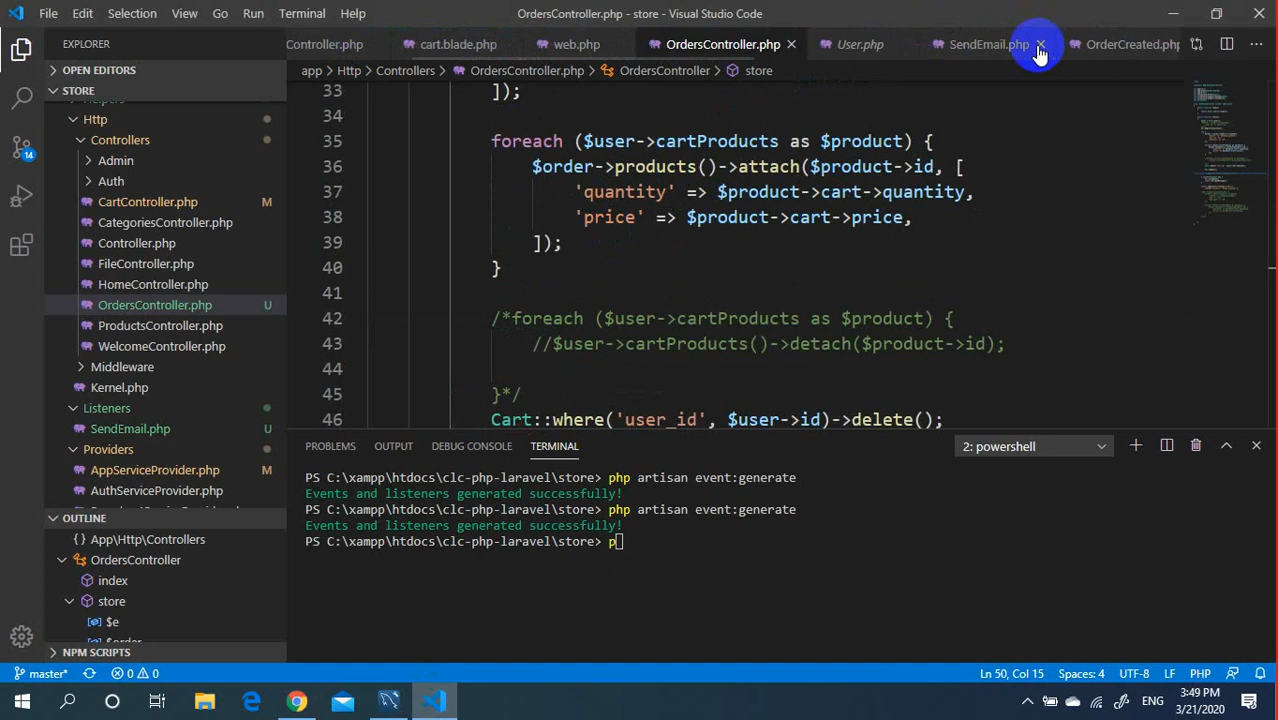 File Edit Selection View Go Run Terminal Help
OrdersController.php - store - Visual Studio Code
EXPLORER
Controller.php cart.blade.php web.php OrdersController.php User.php SendEmail.php OrderCreated.php
OPEN EDITORS
app > Http > Controllers > OrdersController.php > OrdersController > store
STORE
Http
Controllers
Admin
Auth
CartController.php M
CategoriesController.php
Controller.php
FileController.php
HomeController.php
OrdersController.php U
ProductsController.php
WelcomeController.php
Middleware
Kernel.php
Listeners
SendEmail.php U
Providers
AppServiceProvider.php M
AuthServiceProvider.php
OUTLINE
App\Http\Controllers
OrdersController
index
store
$e
$order
NPM SCRIPTS
14
33 ]);
34
35 foreach ($user->cartProducts as $product) {
36 $order->products()->attach($product->id, [
37 'quantity' => $product->cart->quantity,
38 'price' => $product->cart->price,
39 ]);
40 }
41
42 /*foreach ($user->cartProducts as $product) {
43 //$user->cartProducts()->detach($product->id);
44
45 }*/
46 Cart::where('user_id', $user->id)->delete();
PROBLEMS OUTPUT DEBUG CONSOLE TERMINAL 2: powershell
PS C:\xampp\htdocs\clc-php-laravel\store> php artisan event:generate
Events and listeners generated successfully!
PS C:\xampp\htdocs\clc-php-laravel\store> php artisan event:generate
Events and listeners generated successfully!
PS C:\xampp\htdocs\clc-php-laravel\store> p
master* 0 0 Ln 50, Col 15 Spaces: 4 UTF-8 LF PHP
ENG
3:49 PM
3/21/2020